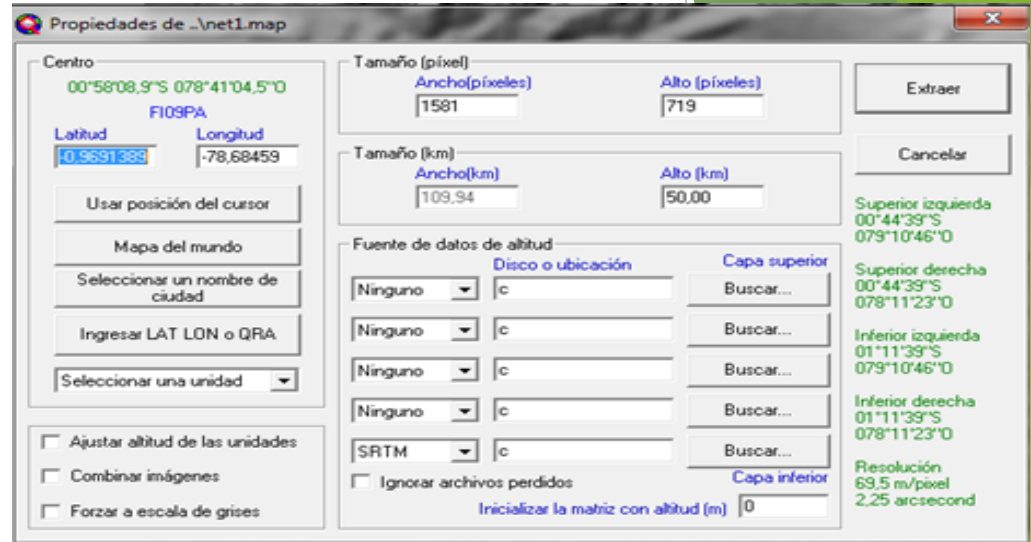 Propiedades de ..\net1.map
Centro
00°58'08,9''S 078°41'04,5''O
FI09PA
Latitud Longitud
-0,9691389 -78,68459
Usar posición del cursor
Mapa del mundo
Seleccionar un nombre de
ciudad
Ingresar LAT LON o QRA
Seleccionar una unidad
Ajustar altitud de las unidades
Combinar imágenes
Forzar a escala de grises
Tamaño (píxel)
Ancho(píxeles) Alto (píxeles)
1581 719
Tamaño (km)
Ancho(km) Alto (km)
109,94 50,00
Fuente de datos de altitud
Disco o ubicación Capa superior
Ninguno c Buscar...
Ninguno c Buscar...
Ninguno c Buscar...
Ninguno c Buscar...
SRTM c Buscar...
Ignorar archivos perdidos Capa inferior
Inicializar la matriz con altitud (m) 0
Extraer
Cancelar
Superior izquierda
00°44'39''S
079°10'46''O
Superior derecha
00°44'39''S
078°11'23''O
Inferior izquierda
01°11'39''S
079°10'46''O
Inferior derecha
01°11'39''S
078°11'23''O
Resolución
69,5 m/pixel
2,25 arcsecond